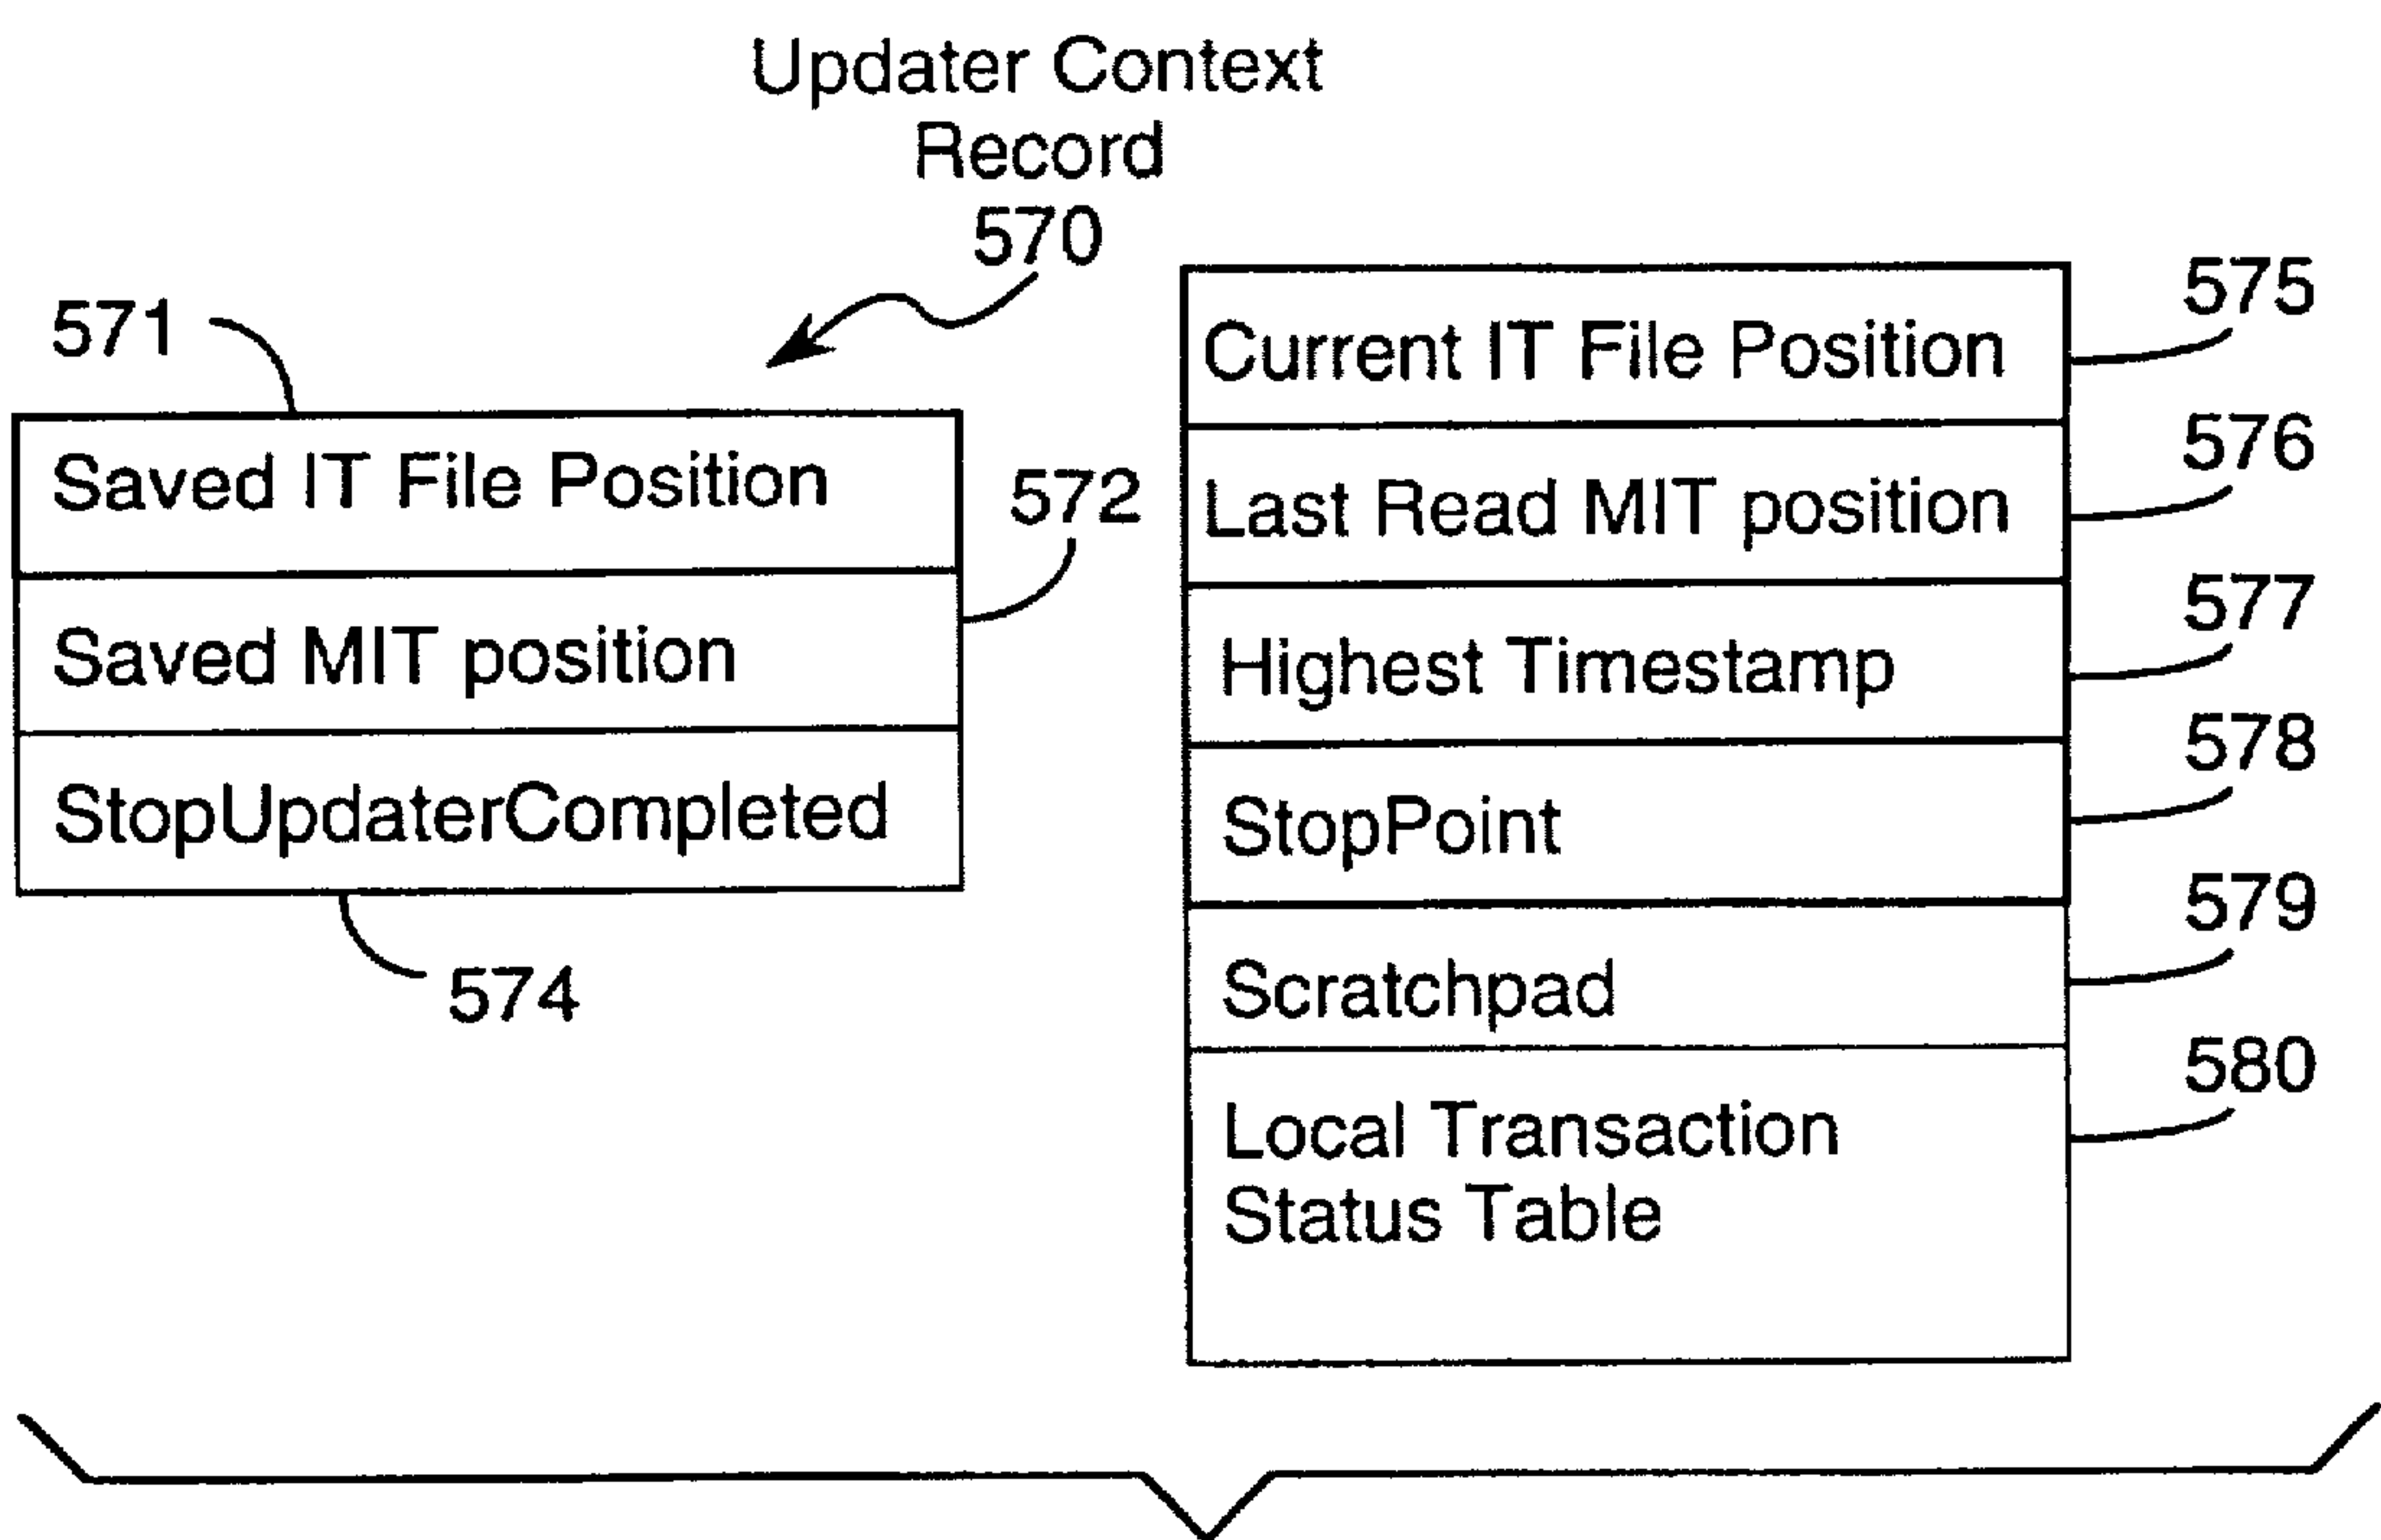 Updater Context
Record
570
571
Saved IT File Position
572
Saved MIT position
StopUpdaterCompleted
574
575
Current IT File Position
576
Last Read MIT position
577
Highest Timestamp
578
StopPoint
579
Scratchpad
580
Local Transaction
Status Table